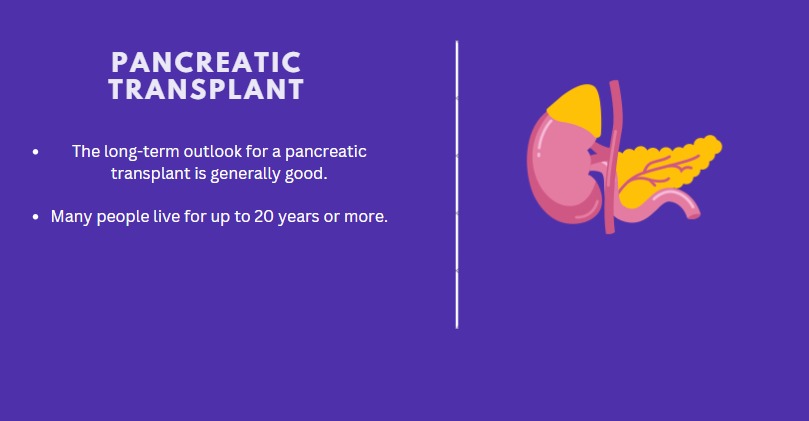 PANCREATIC
TRANSPLANT
• The long-term outlook for a pancreatic
transplant is generally good.
• Many people live for up to 20 years or more.